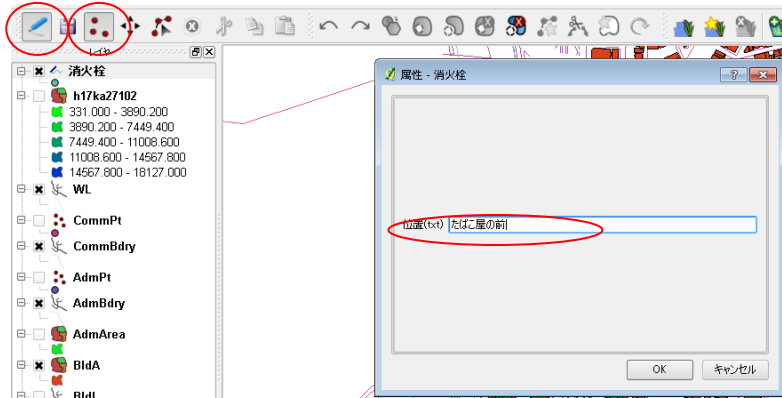 レイヤ
消火栓
h17ka27102
331.000 - 3890.200
3890.200 - 7449.400
7449.400 - 11008.600
11008.600 - 14567.800
14567.800 - 18127.000
WL
CommPt
CommBdry
AdmPt
AdmBdry
AdmArea
BldA
BldL
属性 - 消火栓
位置(txt) たばこ屋の前
OK キャンセル